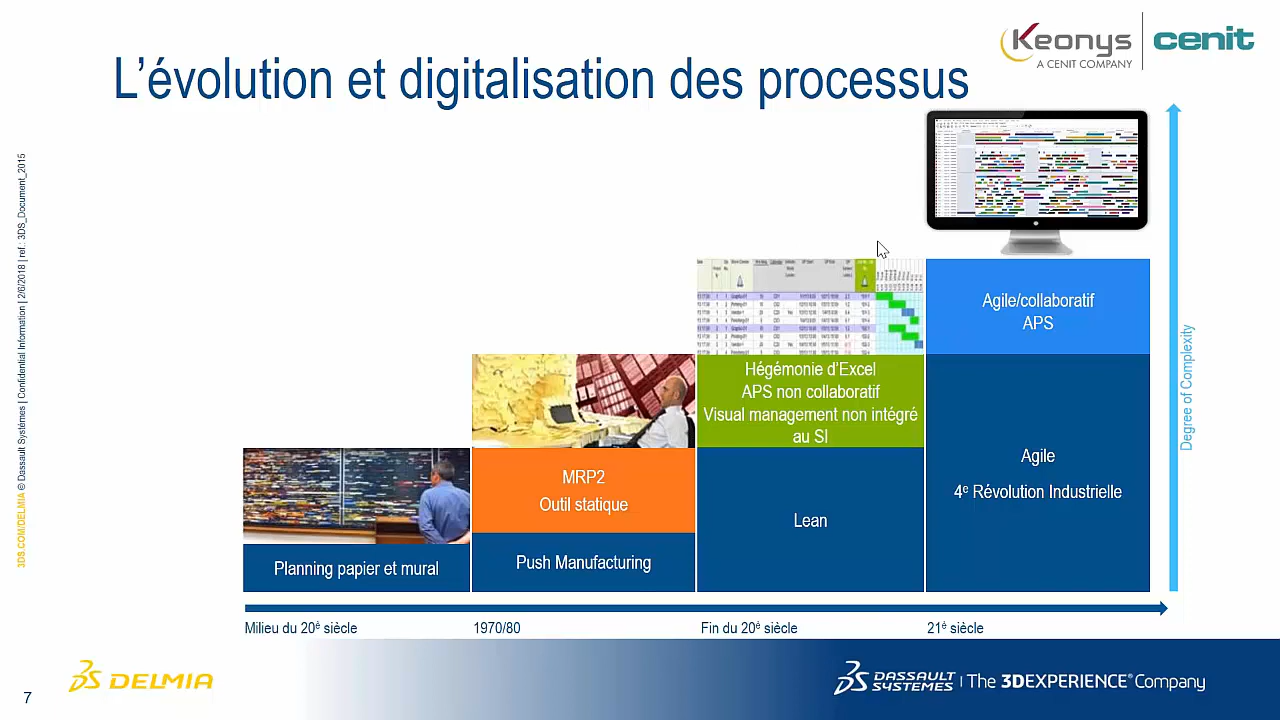 Keonys
A CENIT COMPANY
cenit
L’évolution et digitalisation des processus
3DS.COM/DELMIA © Dassault Systèmes | Confidential Information | 2/6/2018 | ref.: 3DS_Document_2015
Agile/collaboratif
APS
Degree of Complexity
Hégémonie d’Excel
APS non collaboratif
Visual management non intégré
au SI
MRP2
Outil statique
Agile
4e Révolution Industrielle
Lean
Planning papier et mural
Push Manufacturing
Milieu du 20è siècle
1970/80
Fin du 20è siècle
21è siècle
DELMIA
DASSAULT
SYSTEMES
The 3DEXPERIENCE® Company
7